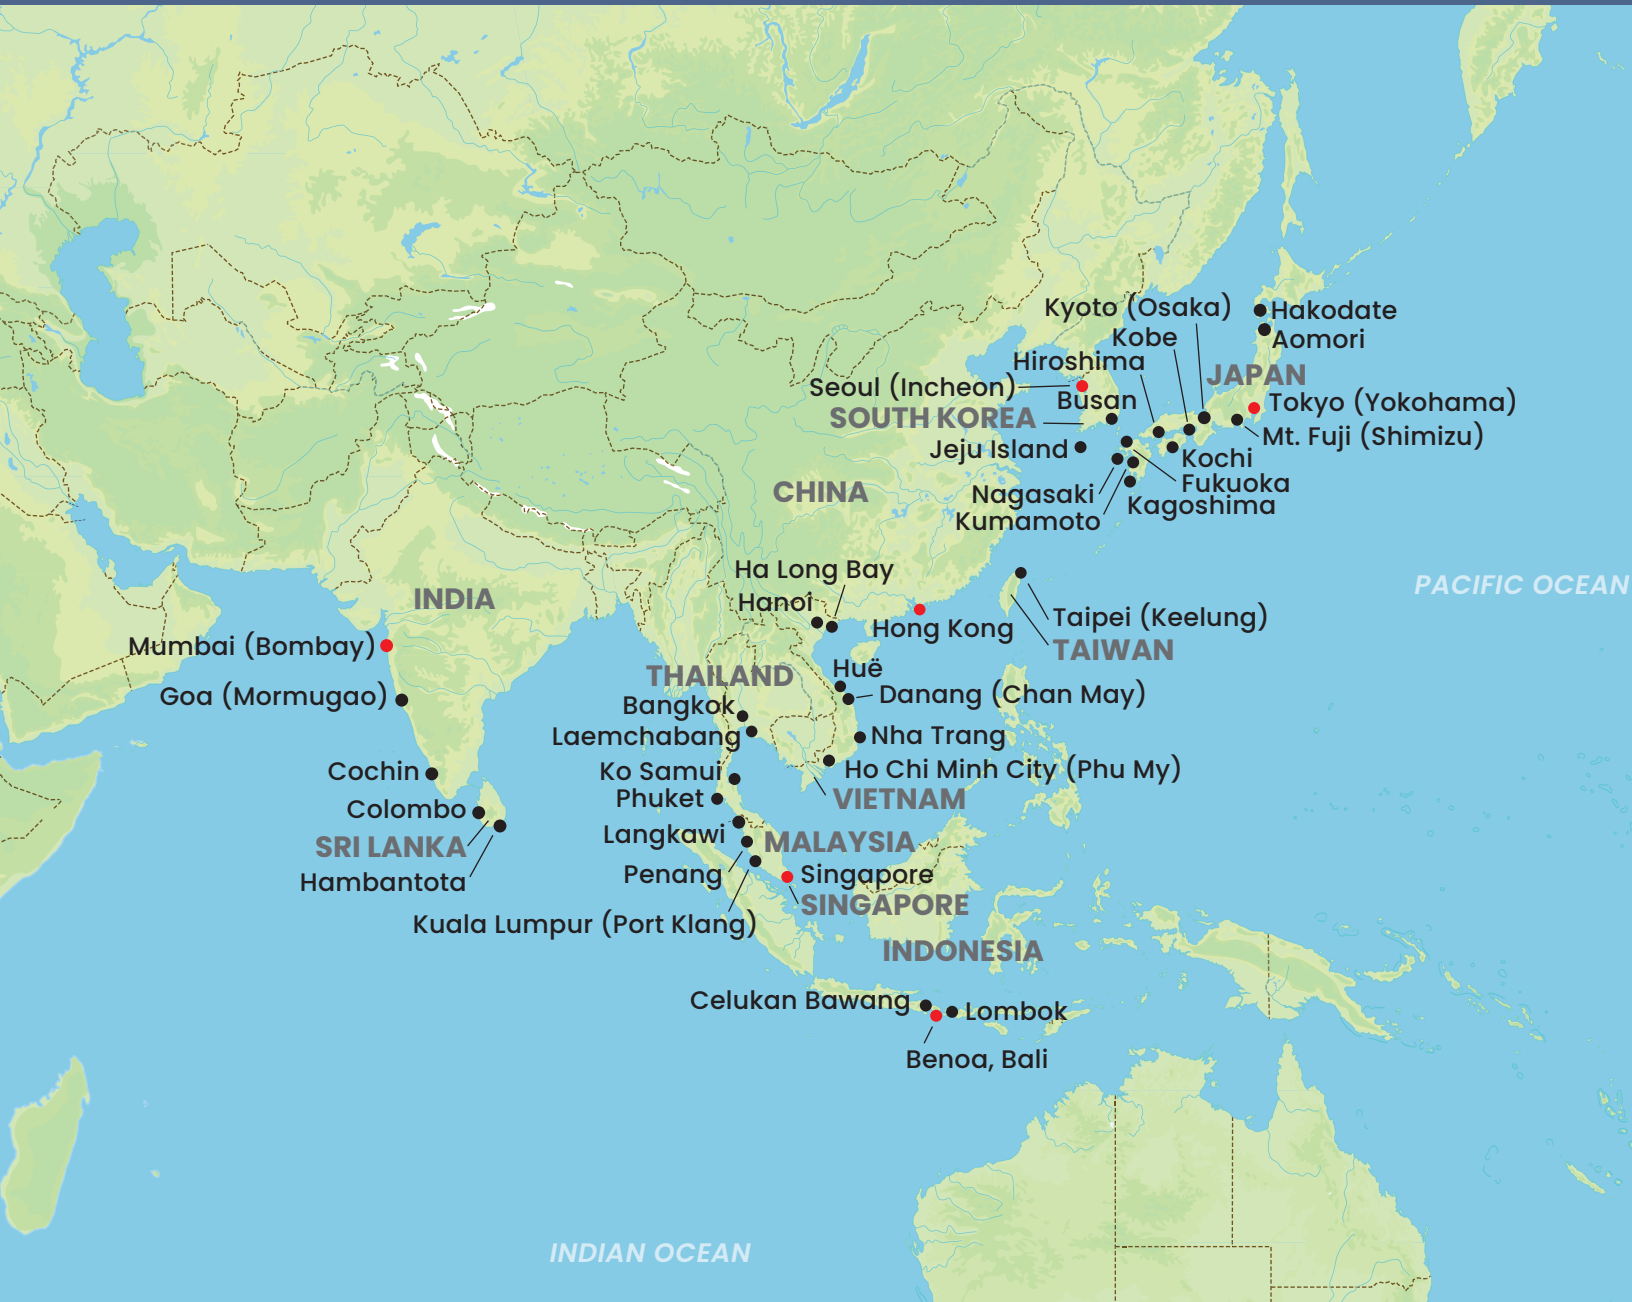 Kyoto (Osaka)
Hakodate
Kobe
Aomori
Hiroshima
JAPAN
Seoul (Incheon)
Busan
Tokyo (Yokohama)
SOUTH KOREA
Mt. Fuji (Shimizu)
Jeju Island
Kochi
Fukuoka
CHINA
Nagasaki
Kagoshima
Kumamoto
Ha Long Bay
PACIFIC OCEAN
INDIA
Hanoi
Taipei (Keelung)
Hong Kong
Mumbai (Bombay)
TAIWAN
Huë
THAILAND
Goa (Mormugao)
Danang (Chan May)
Bangkok
Laemchabang
Nha Trang
Cochin
Ko Samui
Ho Chi Minh City (Phu My)
Phuket
VIETNAM
Colombo
Langkawi
MALAYSIA
SRI LANKA
Hambantota
Penang
Singapore
SINGAPORE
Kuala Lumpur (Port Klang)
INDONESIA
Celukan Bawang
Lombok
Benoa, Bali
INDIAN OCEAN